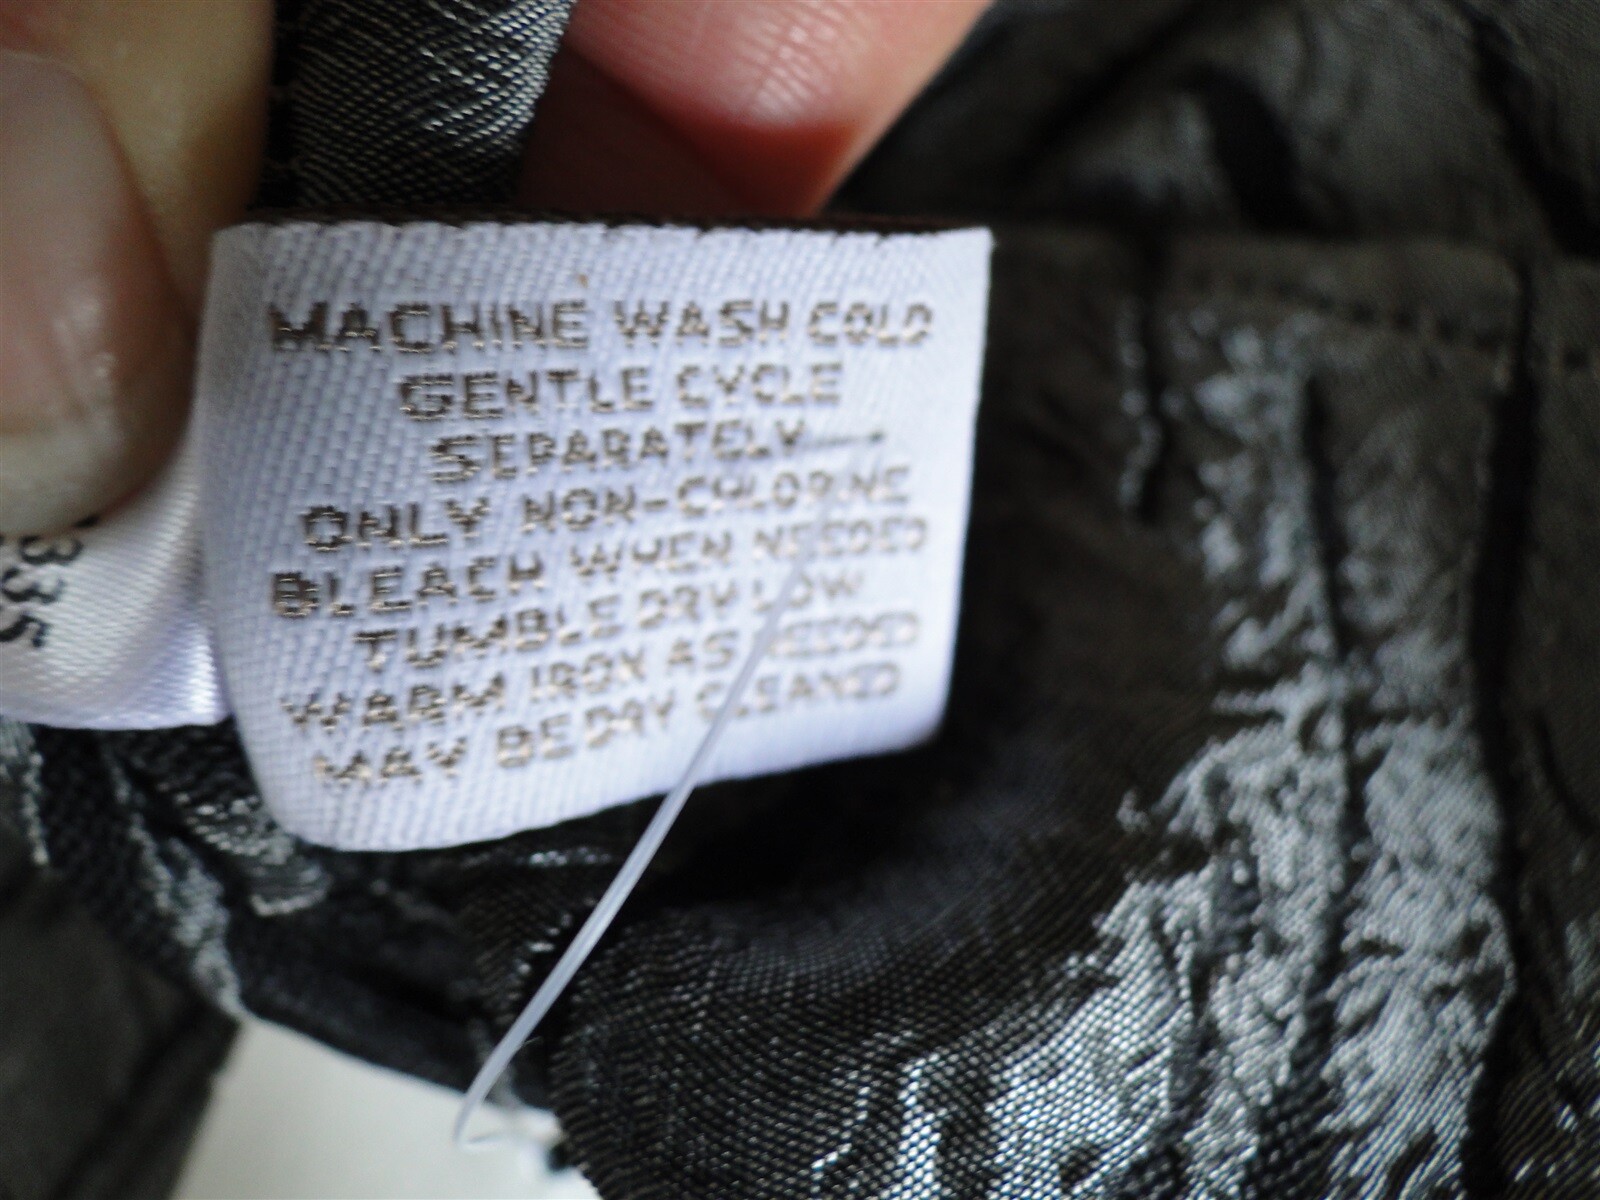 MACHINE WASH COLD
GENTLE CYCLE
SEPARATELY
ONLY NON-CHLORINE
BLEACH WHEN NEEDED
TUMBLE DRY LOW
WARM IRON AS NEEDED
MAY BE DRY CLEANED
335